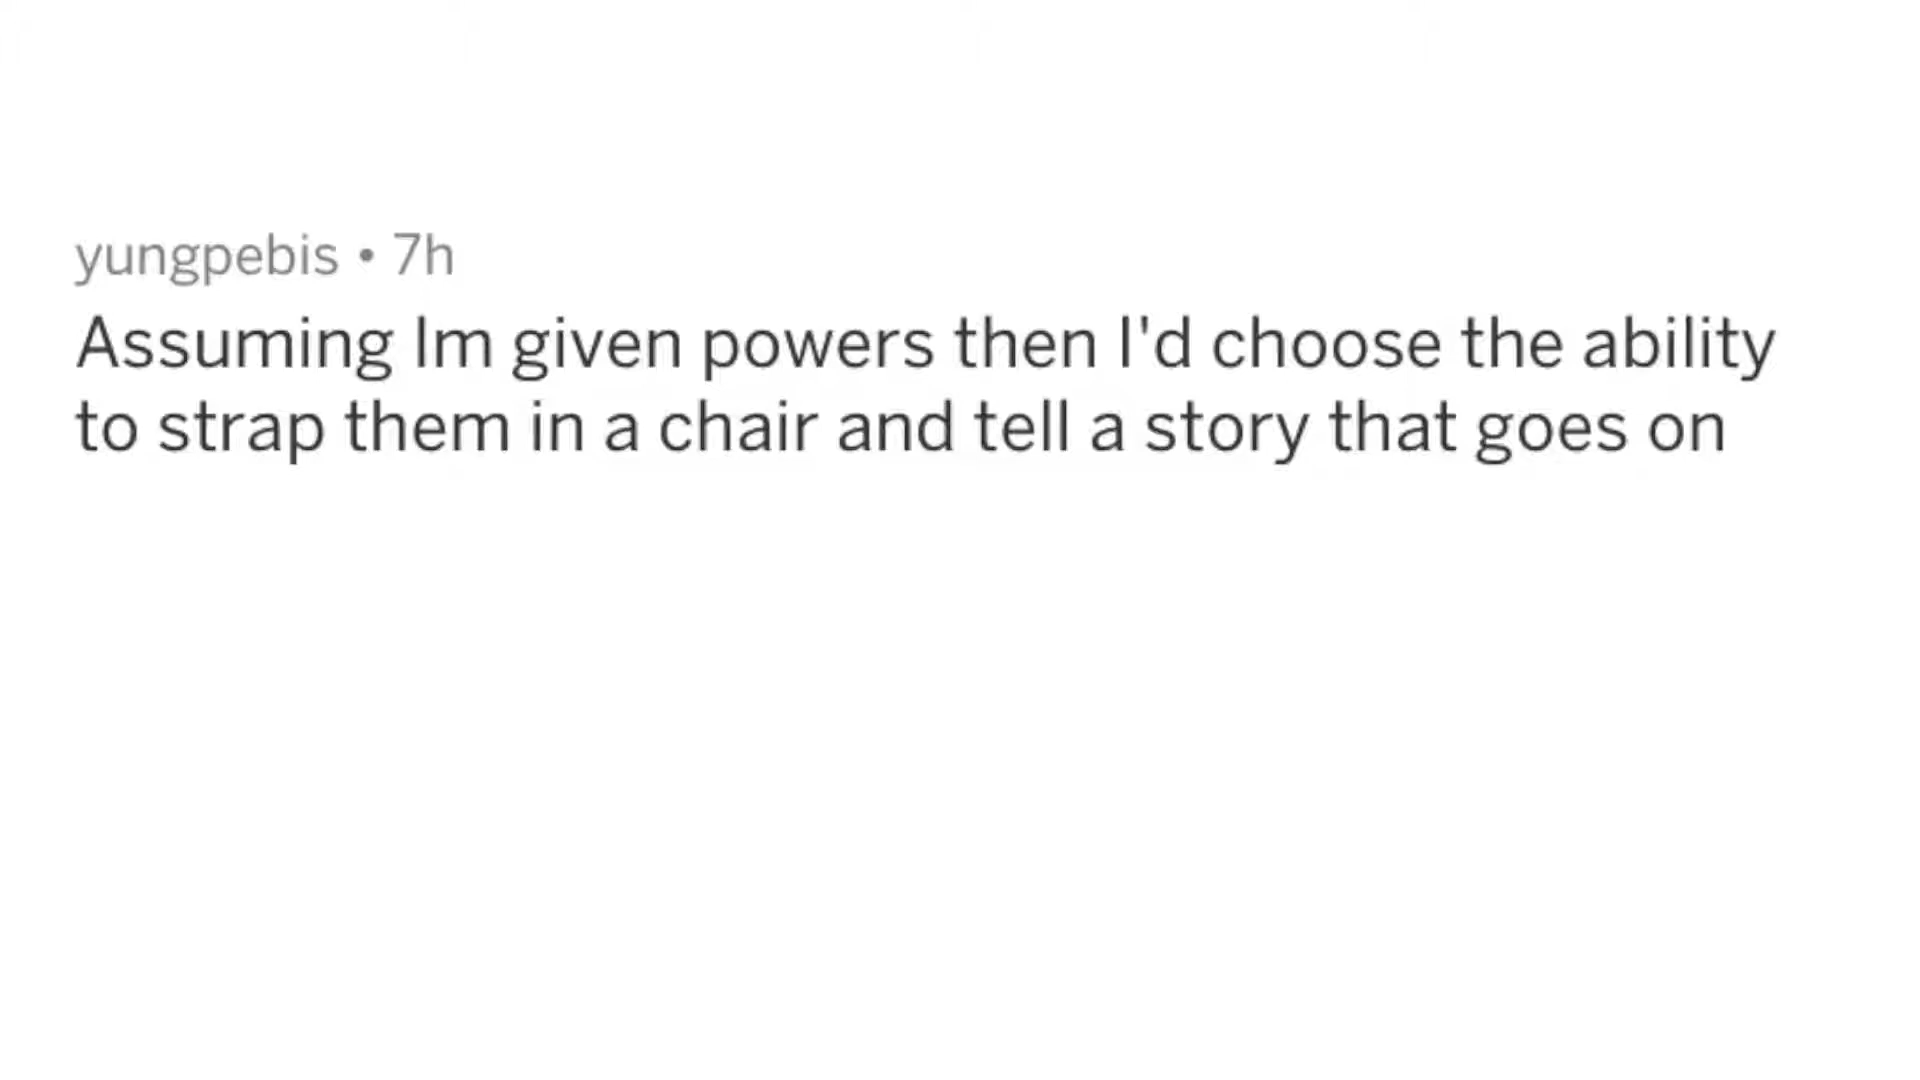 yungpebis • 7h
Assuming Im given powers then I'd choose the ability
to strap them in a chair and tell a story that goes on